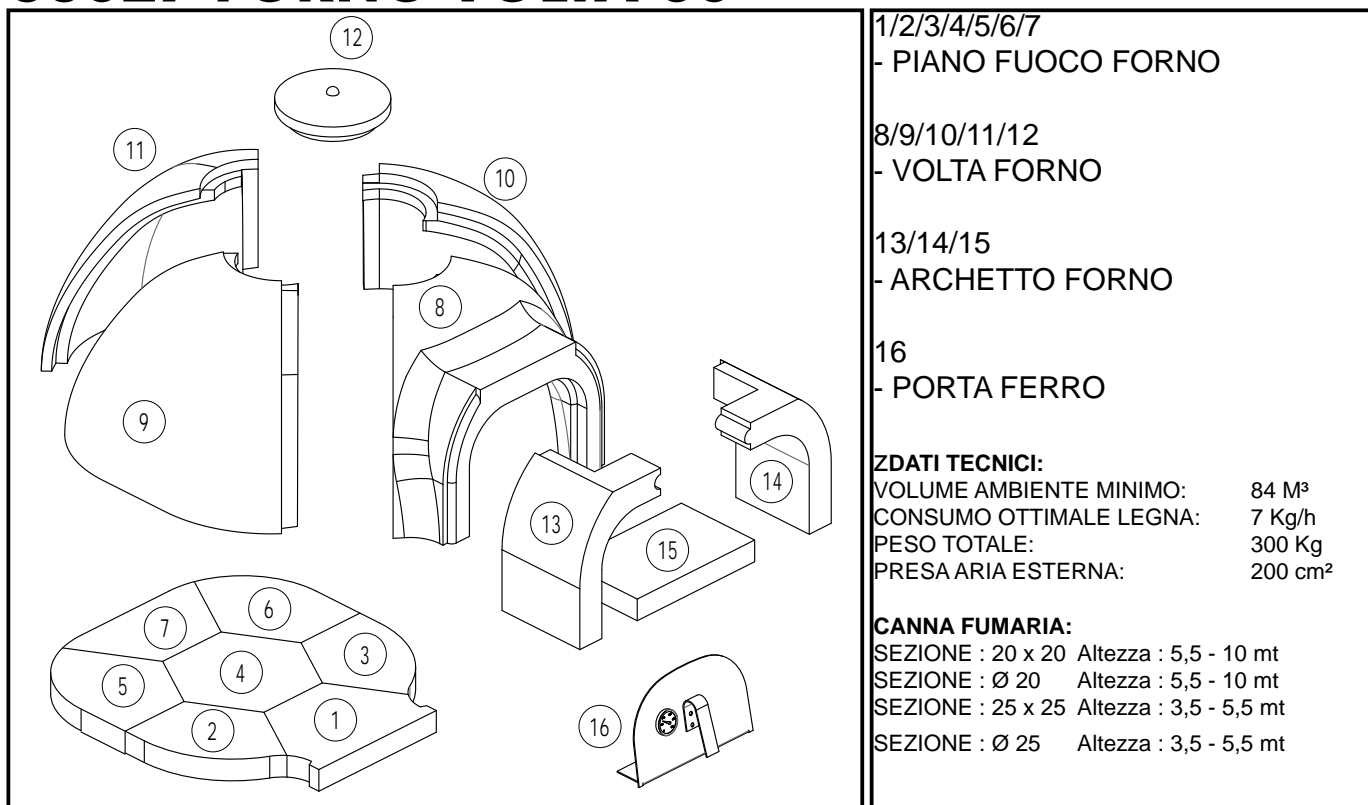 12
11
10
8
9
14
13
15
6
7
3
4
5
1
2
16
1/2/3/4/5/6/7
- PIANO FUOCO FORNO
8/9/10/11/12
- VOLTA FORNO
13/14/15
- ARCHETTO FORNO
16
- PORTA FERRO
ZDATI TECNICI:
VOLUME AMBIENTE MINIMO: 84 M³
CONSUMO OTTIMALE LEGNA: 7 Kg/h
PESO TOTALE: 300 Kg
PRESA ARIA ESTERNA: 200 cm²
CANNA FUMARIA:
SEZIONE : 20 x 20 Altezza : 5,5 - 10 mt
SEZIONE : Ø 20 Altezza : 5,5 - 10 mt
SEZIONE : 25 x 25 Altezza : 3,5 - 5,5 mt
SEZIONE : Ø 25 Altezza : 3,5 - 5,5 mt